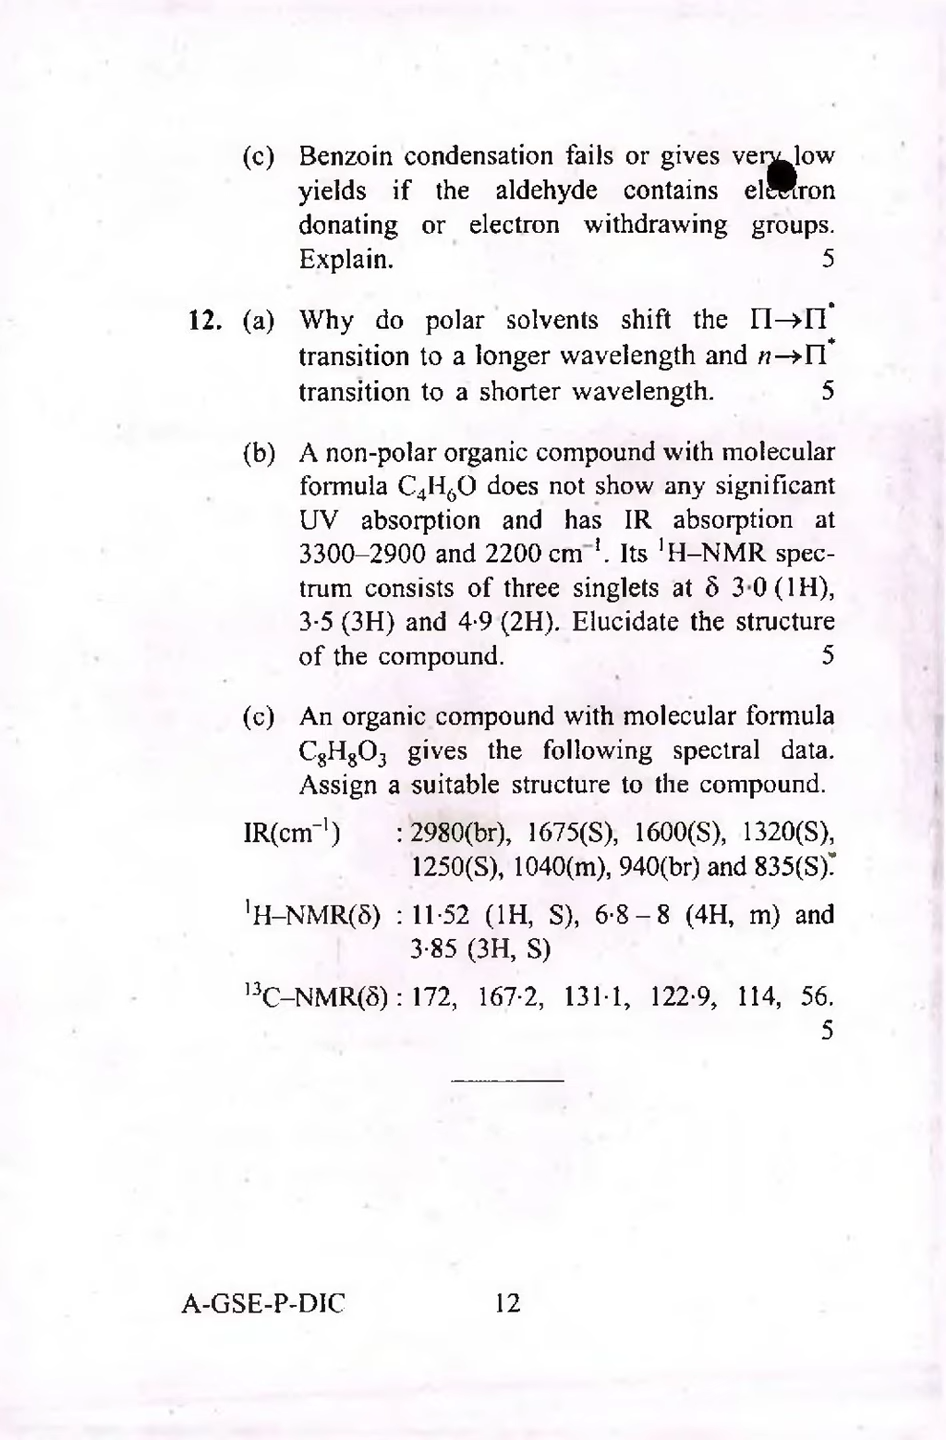 (c) Benzoin condensation fails or gives very low
yields if the aldehyde contains electron
donating or electron withdrawing groups.
Explain. 5
12. (a) Why do polar solvents shift the Π→Π*
transition to a longer wavelength and n→Π*
transition to a shorter wavelength. 5
(b) A non-polar organic compound with molecular
formula C₄H₆O does not show any significant
UV absorption and has IR absorption at
3300–2900 and 2200 cm⁻¹. Its ¹H–NMR spec-
trum consists of three singlets at δ 3·0 (1H),
3·5 (3H) and 4·9 (2H). Elucidate the structure
of the compound. 5
(c) An organic compound with molecular formula
C₈H₈O₃ gives the following spectral data.
Assign a suitable structure to the compound.
IR(cm⁻¹) : 2980(br), 1675(S), 1600(S), 1320(S),
1250(S), 1040(m), 940(br) and 835(S).
¹H–NMR(δ) : 11·52 (1H, S), 6·8 – 8 (4H, m) and
3·85 (3H, S)
¹³C–NMR(δ) : 172, 167·2, 131·1, 122·9, 114, 56.
5
A-GSE-P-DIC 12